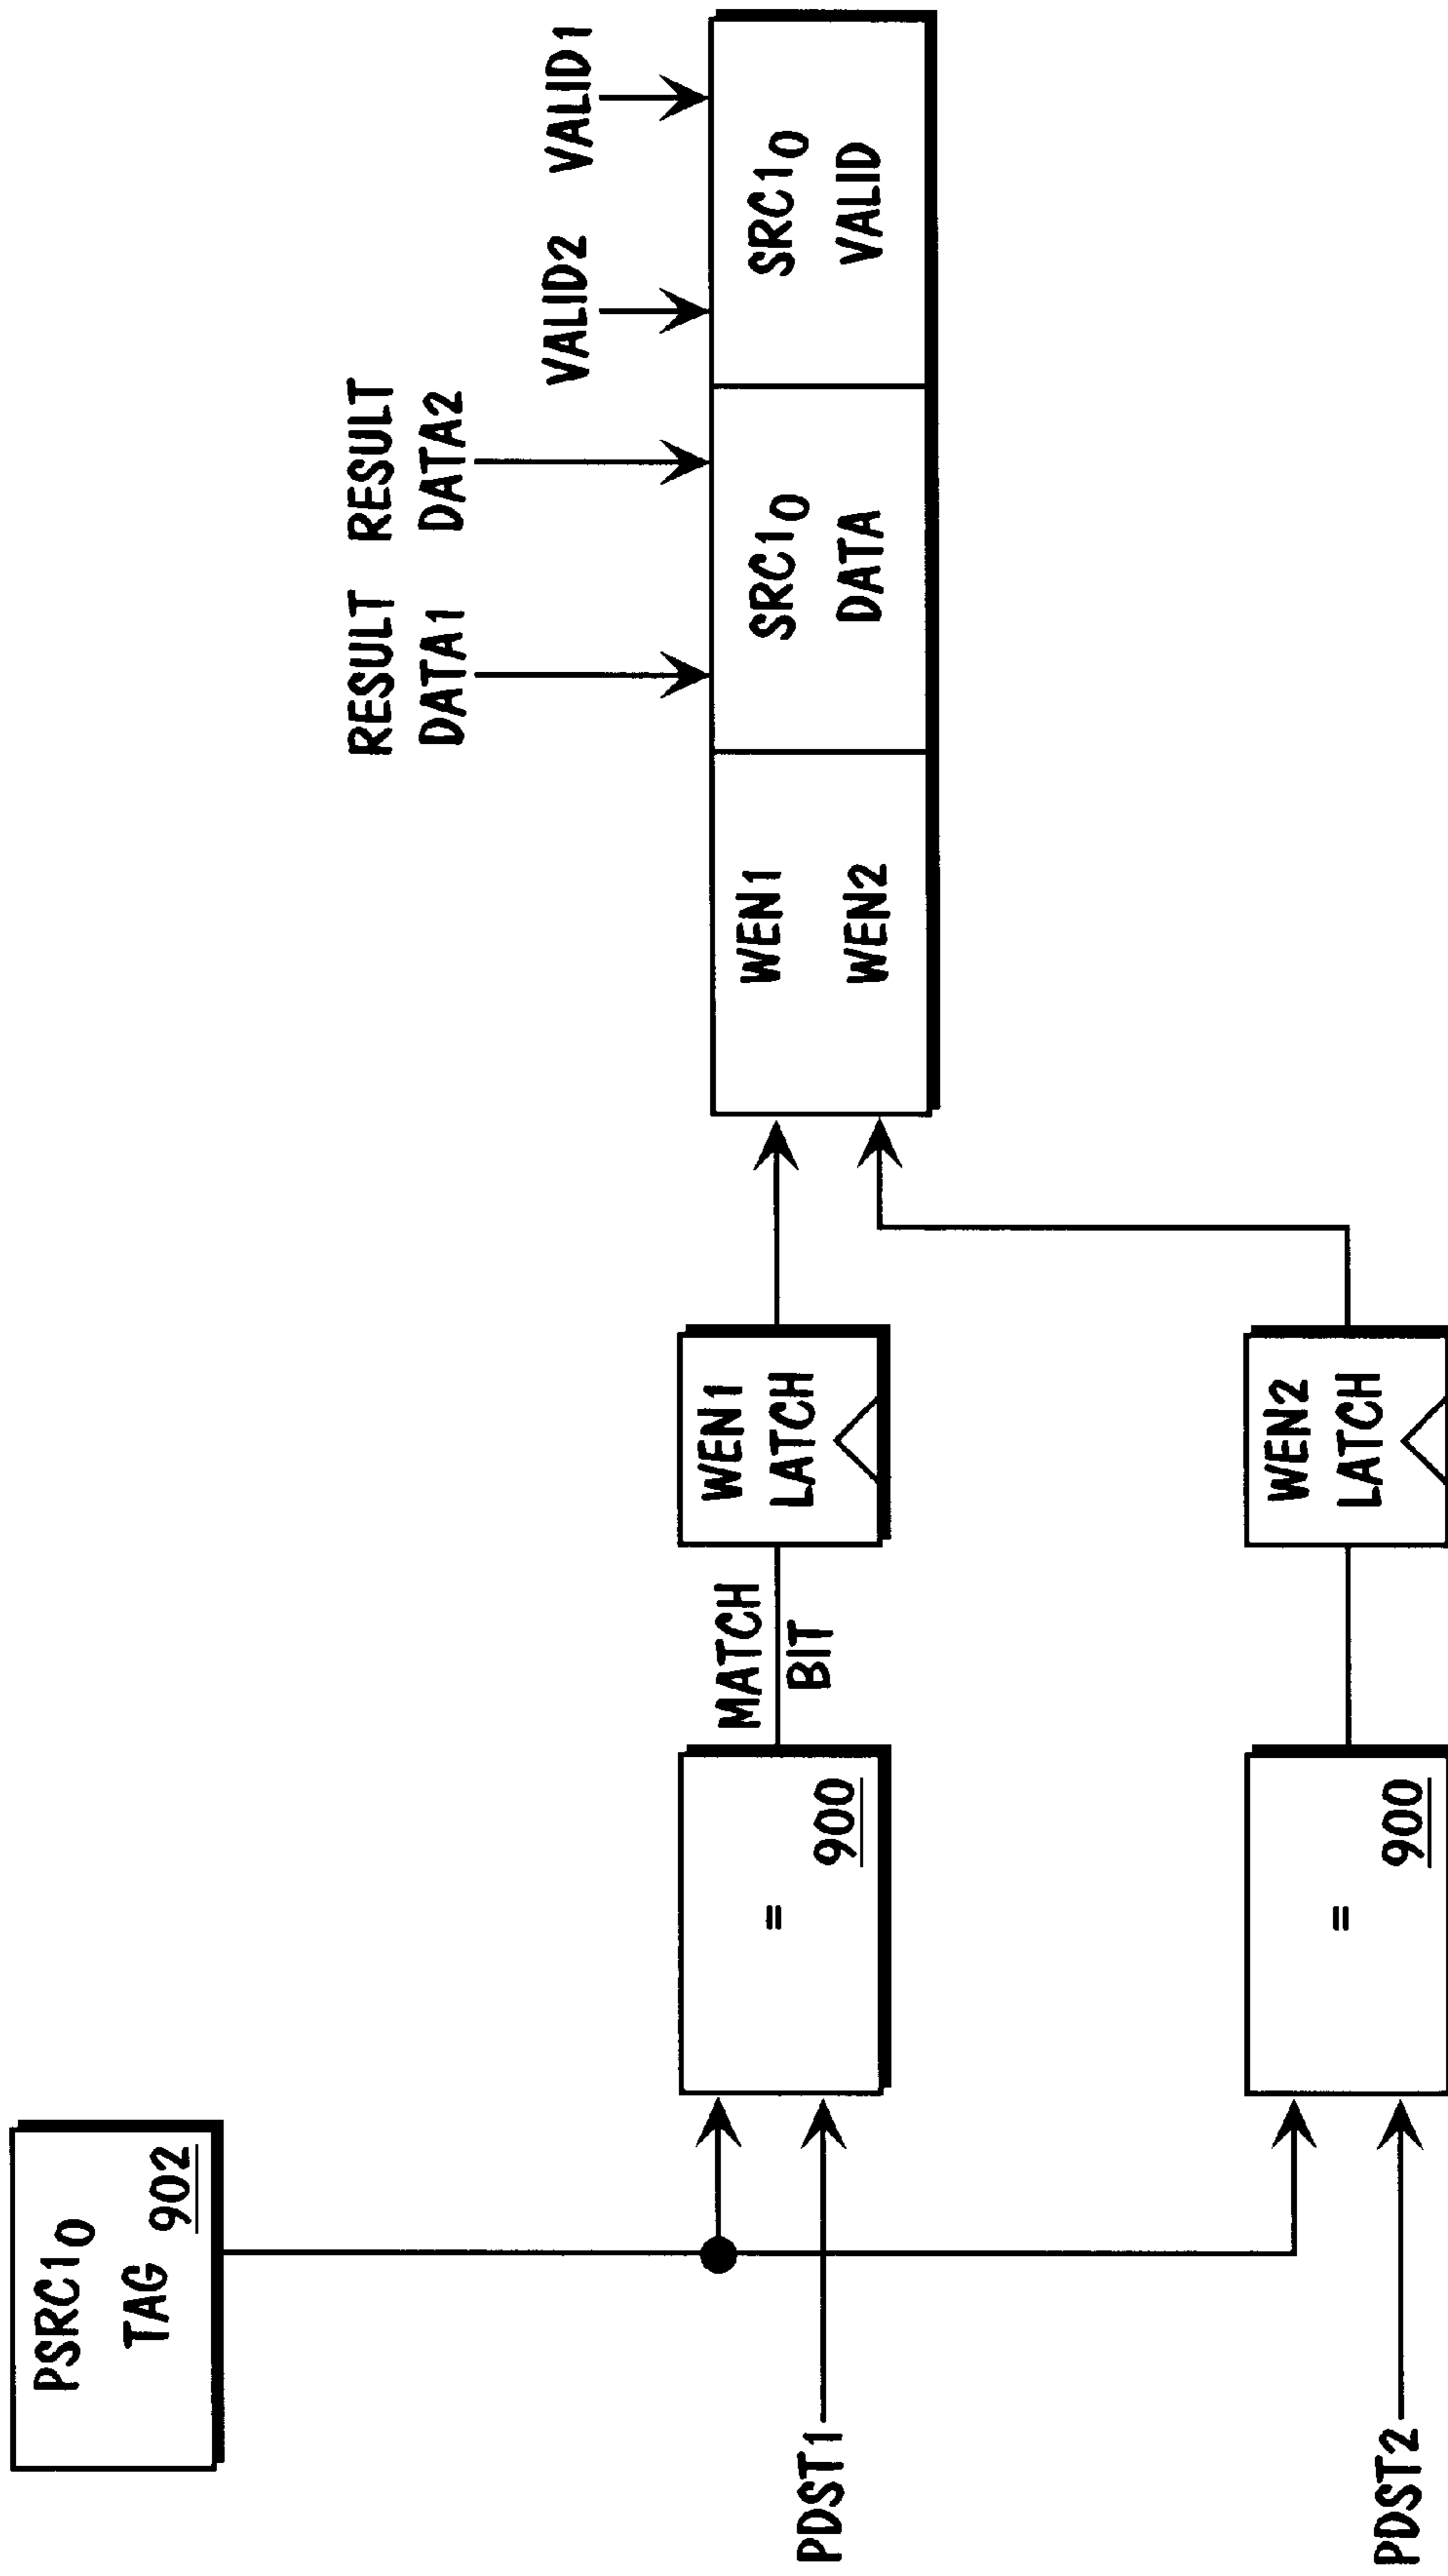 PSRC1₀
TAG
902
PDST1
PDST2
=
900
=
900
MATCH
BIT
WEN1
LATCH
WEN2
LATCH
WEN1
WEN2
RESULT RESULT
DATA1 DATA2
SRC1₀
DATA
VALID2 VALID1
SRC1₀
VALID